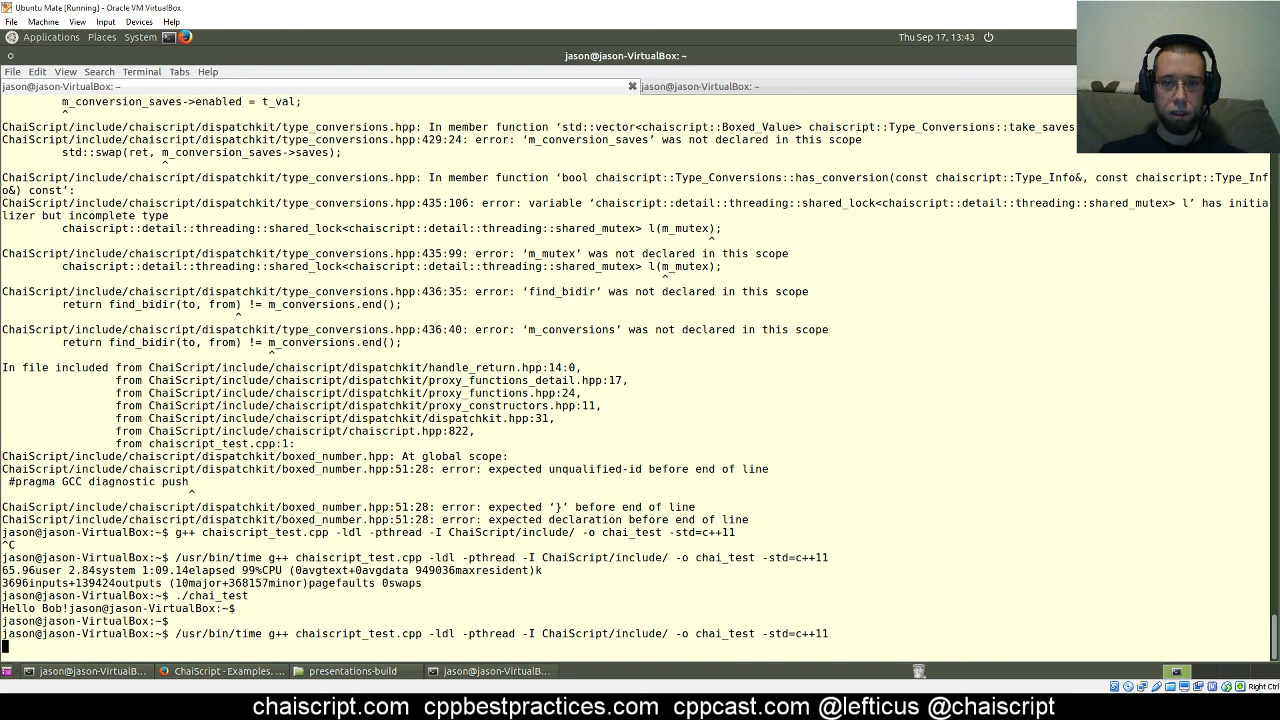 Ubuntu Mate [Running] - Oracle VM VirtualBox
File Machine View Input Devices Help
Applications Places System Thu Sep 17, 13:43
jason@jason-VirtualBox: ~
File Edit View Search Terminal Tabs Help
jason@jason-VirtualBox: ~ jason@jason-VirtualBox: ~
m_conversion_saves->enabled = t_val;
^
ChaiScript/include/chaiscript/dispatchkit/type_conversions.hpp: In member function ‘std::vector<chaiscript::Boxed_Value> chaiscript::Type_Conversions::take_saves
ChaiScript/include/chaiscript/dispatchkit/type_conversions.hpp:429:24: error: ‘m_conversion_saves’ was not declared in this scope
std::swap(ret, m_conversion_saves->saves);
^
ChaiScript/include/chaiscript/dispatchkit/type_conversions.hpp: In member function ‘bool chaiscript::Type_Conversions::has_conversion(const chaiscript::Type_Info&, const chaiscript::Type_Inf
o&) const’:
ChaiScript/include/chaiscript/dispatchkit/type_conversions.hpp:435:106: error: variable ‘chaiscript::detail::threading::shared_lock<chaiscript::detail::threading::shared_mutex> l’ has initia
lizer but incomplete type
chaiscript::detail::threading::shared_lock<chaiscript::detail::threading::shared_mutex> l(m_mutex);
^
ChaiScript/include/chaiscript/dispatchkit/type_conversions.hpp:435:99: error: ‘m_mutex’ was not declared in this scope
chaiscript::detail::threading::shared_lock<chaiscript::detail::threading::shared_mutex> l(m_mutex);
^
ChaiScript/include/chaiscript/dispatchkit/type_conversions.hpp:436:35: error: ‘find_bidir’ was not declared in this scope
return find_bidir(to, from) != m_conversions.end();
^
ChaiScript/include/chaiscript/dispatchkit/type_conversions.hpp:436:40: error: ‘m_conversions’ was not declared in this scope
return find_bidir(to, from) != m_conversions.end();
^
In file included from ChaiScript/include/chaiscript/dispatchkit/handle_return.hpp:14:0,
from ChaiScript/include/chaiscript/dispatchkit/proxy_functions_detail.hpp:17,
from ChaiScript/include/chaiscript/dispatchkit/proxy_functions.hpp:24,
from ChaiScript/include/chaiscript/dispatchkit/proxy_constructors.hpp:11,
from ChaiScript/include/chaiscript/dispatchkit/dispatchkit.hpp:31,
from ChaiScript/include/chaiscript/chaiscript.hpp:822,
from chaiscript_test.cpp:1:
ChaiScript/include/chaiscript/dispatchkit/boxed_number.hpp: At global scope:
ChaiScript/include/chaiscript/dispatchkit/boxed_number.hpp:51:28: error: expected unqualified-id before end of line
#pragma GCC diagnostic push
^
ChaiScript/include/chaiscript/dispatchkit/boxed_number.hpp:51:28: error: expected ‘}’ before end of line
ChaiScript/include/chaiscript/dispatchkit/boxed_number.hpp:51:28: error: expected declaration before end of line
jason@jason-VirtualBox:~$ g++ chaiscript_test.cpp -ldl -pthread -I ChaiScript/include/ -o chai_test -std=c++11
^C
jason@jason-VirtualBox:~$ /usr/bin/time g++ chaiscript_test.cpp -ldl -pthread -I ChaiScript/include/ -o chai_test -std=c++11
65.96user 2.84system 1:09.14elapsed 99%CPU (0avgtext+0avgdata 949036maxresident)k
3696inputs+139424outputs (10major+368157minor)pagefaults 0swaps
jason@jason-VirtualBox:~$ ./chai_test
Hello Bob!jason@jason-VirtualBox:~$
jason@jason-VirtualBox:~$
jason@jason-VirtualBox:~$ /usr/bin/time g++ chaiscript_test.cpp -ldl -pthread -I ChaiScript/include/ -o chai_test -std=c++11
jason@jason-VirtualB... ChaiScript - Examples. ... presentations-build jason@jason-VirtualB...
Right Ctrl
chaiscript.com cppbestpractices.com cppcast.com @lefticus @chaiscript